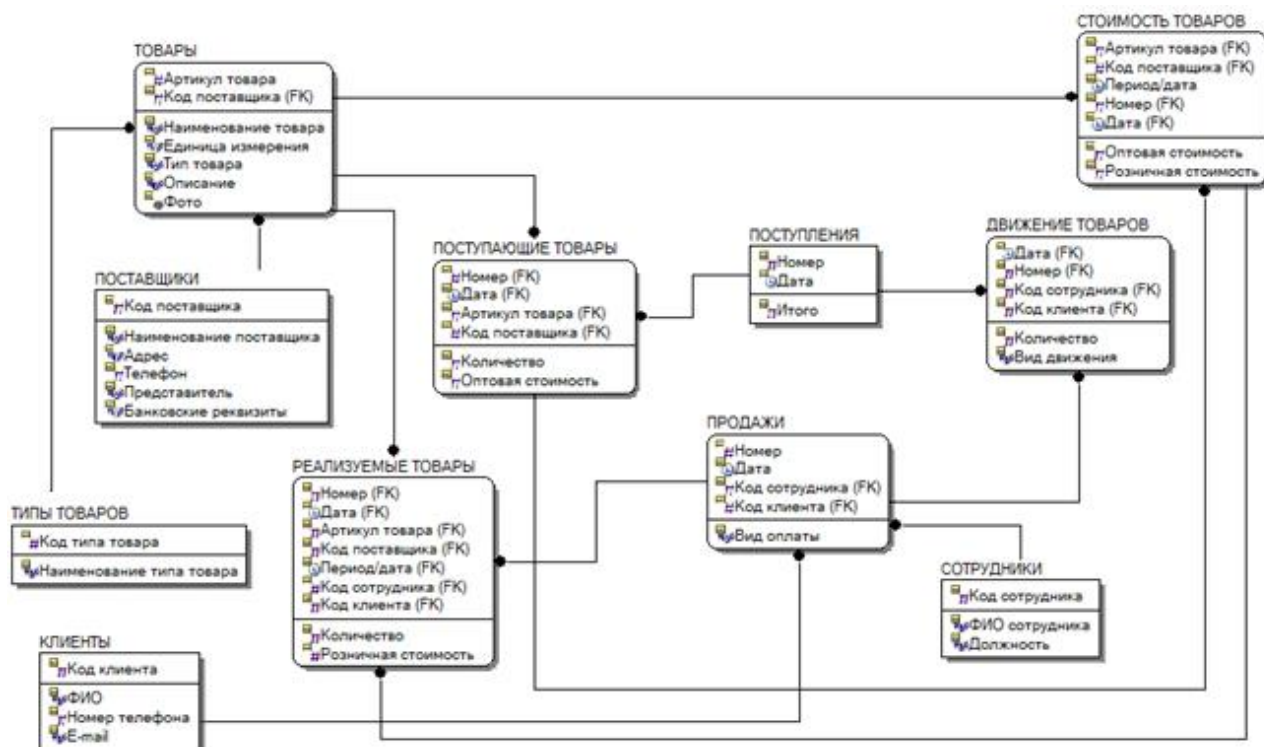 СТОИМОСТЬ ТОВАРОВ
Артикул товара (FK)
Код поставщика (FK)
Период/дата
Номер (FK)
Дата (FK)
Оптовая стоимость
Розничная стоимость
ТОВАРЫ
Артикул товара
Код поставщика (FK)
Наименование товара
Единица измерения
Тип товара
Описание
Фото
ПОСТУПАЮЩИЕ ТОВАРЫ
Номер (FK)
Дата (FK)
Артикул товара (FK)
Код поставщика (FK)
Количество
Оптовая стоимость
ПОСТУПЛЕНИЯ
Номер
Дата
Итого
ДВИЖЕНИЕ ТОВАРОВ
Дата (FK)
Номер (FK)
Код сотрудника (FK)
Код клиента (FK)
Количество
Вид движения
ПОСТАВЩИКИ
Код поставщика
Наименование поставщика
Адрес
Телефон
Представитель
Банковские реквизиты
ПРОДАЖИ
Номер
Дата
Код сотрудника (FK)
Код клиента (FK)
Вид оплаты
РЕАЛИЗУЕМЫЕ ТОВАРЫ
Номер (FK)
Дата (FK)
Артикул товара (FK)
Код поставщика (FK)
Период/дата (FK)
Код сотрудника (FK)
Код клиента (FK)
Количество
Розничная стоимость
ТИПЫ ТОВАРОВ
Код типа товара
Наименование типа товара
СОТРУДНИКИ
Код сотрудника
ФИО сотрудника
Должность
КЛИЕНТЫ
Код клиента
ФИО
Номер телефона
E-mail